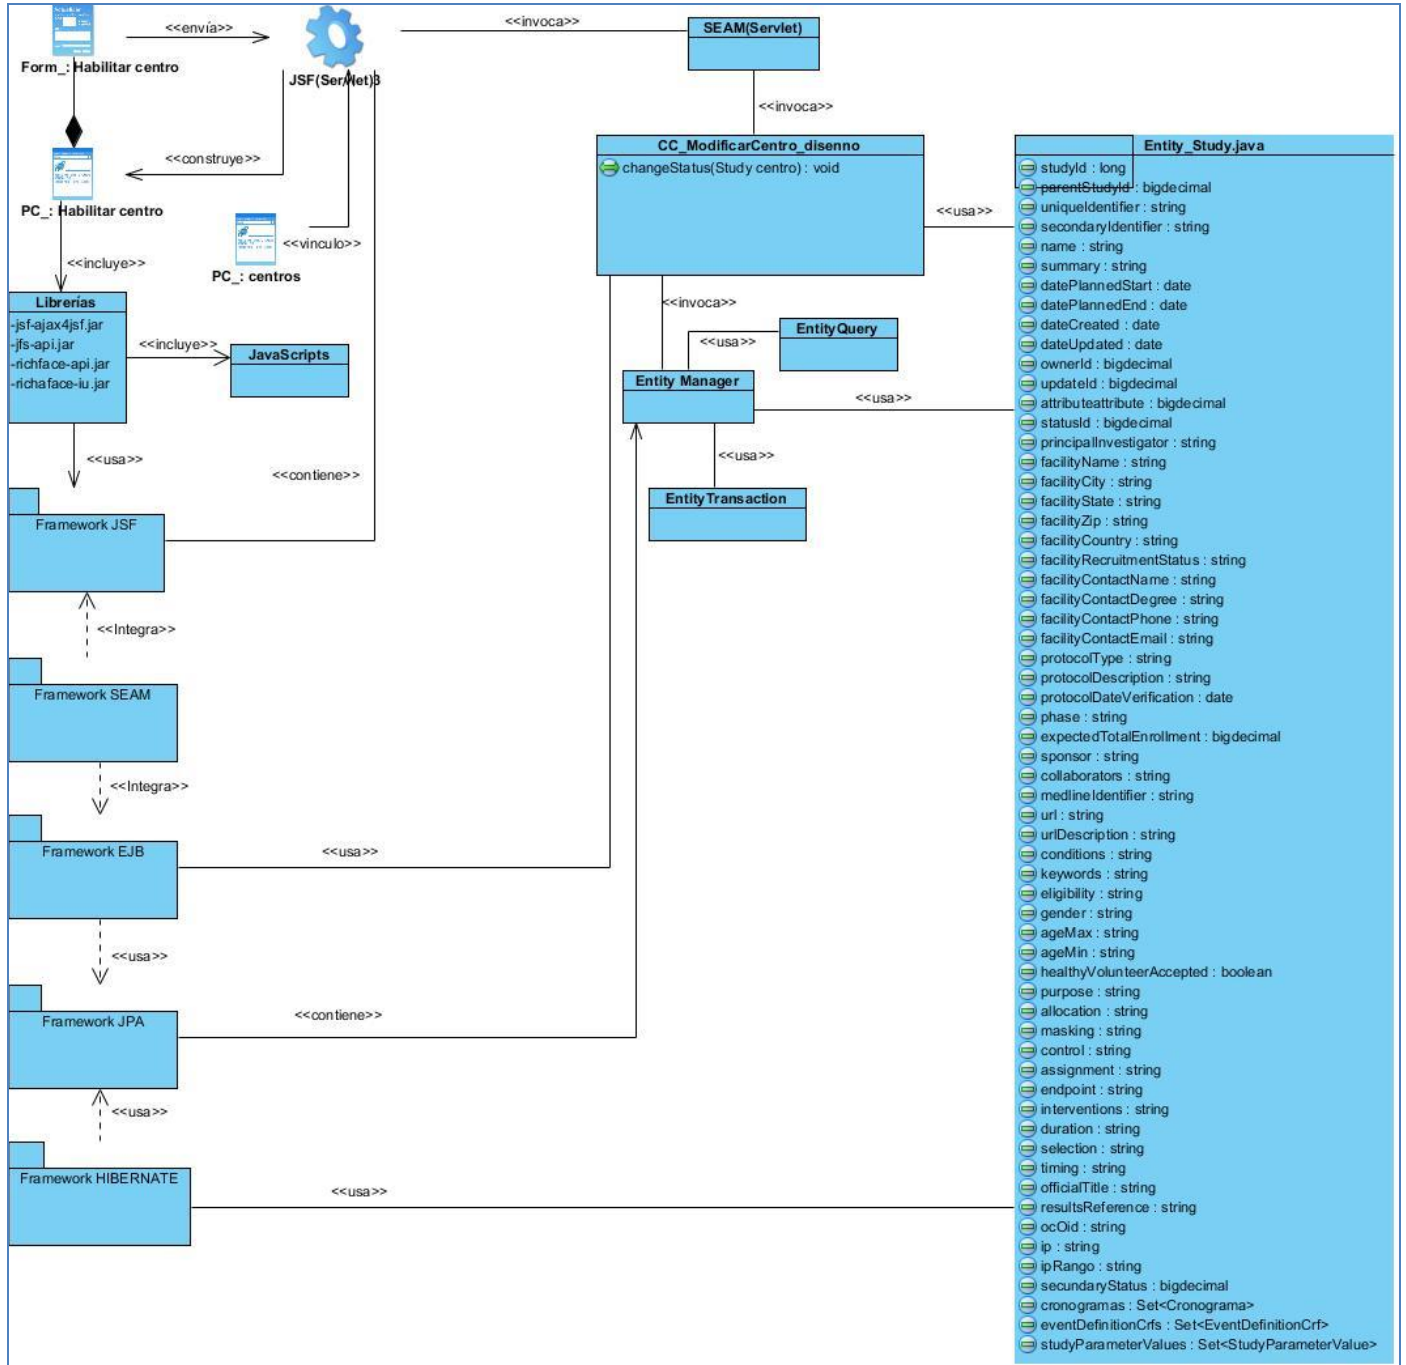 <<envía>>
<<invoca>>
SEAM(Servlet)
Form_: Habilitar centro
JSF(Servlet)3
<<invoca>>
<<construye>>
CC_ModificarCentro_disenno
changeStatus(Study centro) : void
PC_: Habilitar centro
<<vinculo>>
PC_: centros
<<usa>>
<<incluye>>
Librerías
-jsf-ajax4jsf.jar
-jfs-api.jar
-richface-api.jar
-richaface-iu.jar
<<incluye>>
JavaScripts
<<invoca>>
EntityQuery
<<usa>>
Entity Manager
<<usa>>
<<usa>>
EntityTransaction
<<usa>>
<<contiene>>
Framework JSF
<<Integra>>
Framework SEAM
<<Integra>>
Framework EJB
<<usa>>
<<usa>>
Framework JPA
<<contiene>>
<<usa>>
Framework HIBERNATE
<<usa>>
Entity_Study.java
studyId : long
parentStudyId : bigdecimal
uniqueIdentifier : string
secondaryIdentifier : string
name : string
summary : string
datePlannedStart : date
datePlannedEnd : date
dateCreated : date
dateUpdated : date
ownerId : bigdecimal
updateId : bigdecimal
attributeattribute : bigdecimal
statusId : bigdecimal
principalInvestigator : string
facilityName : string
facilityCity : string
facilityState : string
facilityZip : string
facilityCountry : string
facilityRecruitmentStatus : string
facilityContactName : string
facilityContactDegree : string
facilityContactPhone : string
facilityContactEmail : string
protocolType : string
protocolDescription : string
protocolDateVerification : date
phase : string
expectedTotalEnrollment : bigdecimal
sponsor : string
collaborators : string
medlineIdentifier : string
url : string
urlDescription : string
conditions : string
keywords : string
eligibility : string
gender : string
ageMax : string
ageMin : string
healthyVolunteerAccepted : boolean
purpose : string
allocation : string
masking : string
control : string
assignment : string
endpoint : string
interventions : string
duration : string
selection : string
timing : string
officialTitle : string
resultsReference : string
ocOid : string
ip : string
ipRango : string
secundaryStatus : bigdecimal
cronogramas : Set<Cronograma>
eventDefinitionCrfs : Set<EventDefinitionCrf>
studyParameterValues : Set<StudyParameterValue>